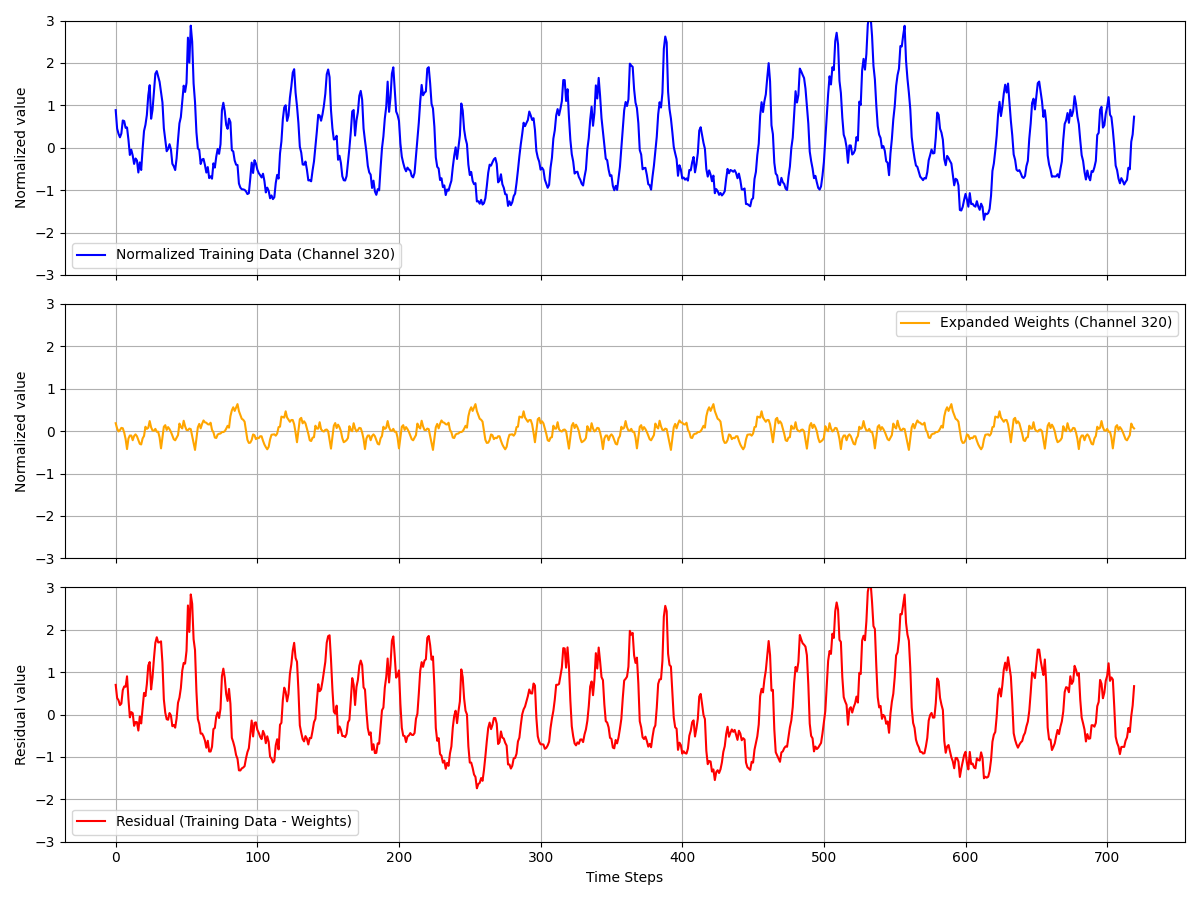 3
2
1
0
−1
−2
−3
Normalized value
Normalized Training Data (Channel 320)
3
2
1
0
−1
−2
−3
Normalized value
Expanded Weights (Channel 320)
3
2
1
0
−1
−2
−3
Residual value
Residual (Training Data - Weights)
0 100 200 300 400 500 600 700
Time Steps